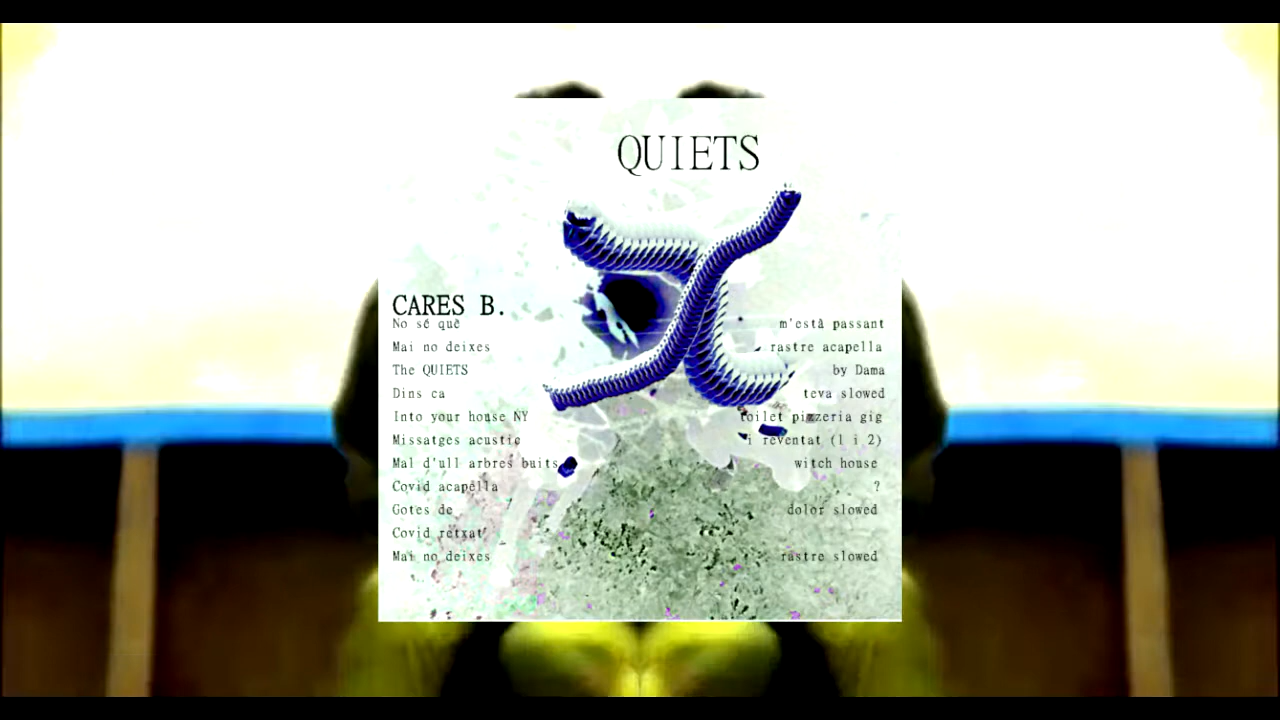 QUIETS
CARES B.
No sé què m'està passant
Mai no deixes rastre acapella
The QUIETS by Dama
Dins ca teva slowed
Into your house NY toilet pizzeria gig
Missatges acustic i reventat (1 i 2)
Mal d'ull arbres buits witch house
Covid acapella ?
Gotes de dolor slowed
Covid retxat
Mai no deixes rastre slowed